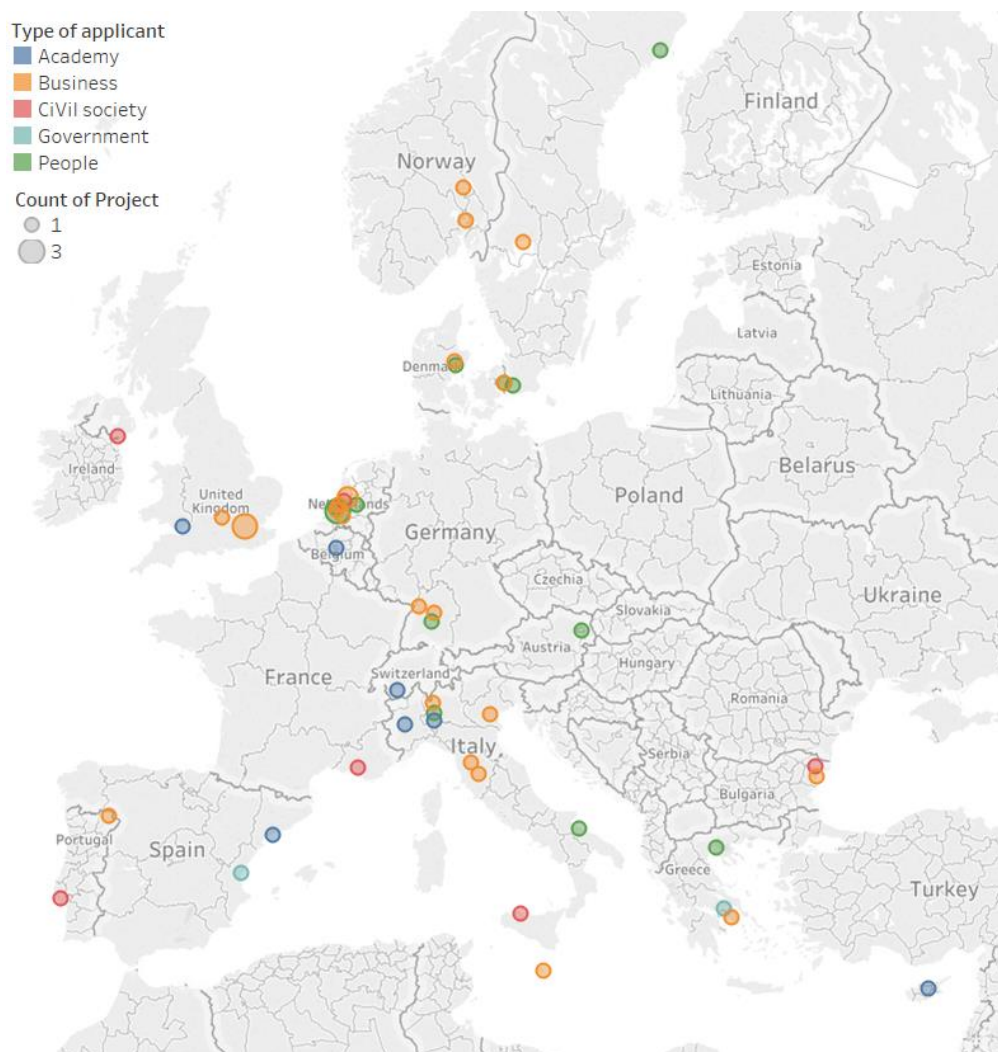 Type of applicant
Academy
Business
CiVil society
Government
People
Count of Project
1
3
Finland
Norway
Estonia
Latvia
Denma
Lithuania
Ireland
Belarus
United
Kingdom
Poland
Germany
Belgium
Czechia
Ukraine
Slovakia
Austria
Hungary
France
Switzerland
Romania
Italy
Serbia
Bulgaria
Portugal
Spain
Greece
Turkey